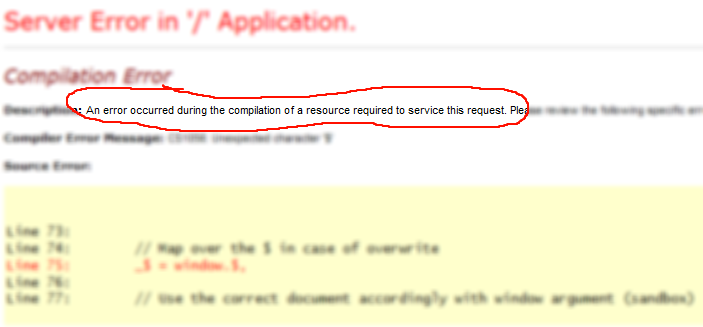 Server Error in '/' Application.
Compilation Error
Description: An error occurred during the compilation of a resource required to service this request. Please review the following specific err
Compiler Error Message: CS1056: Unexpected character '$'
Source Error:
Line 73:
Line 74: // Map over the $ in case of overwrite
Line 75: _$ = window.$,
Line 76:
Line 77: // Use the correct document accordingly with window argument (sandbox)